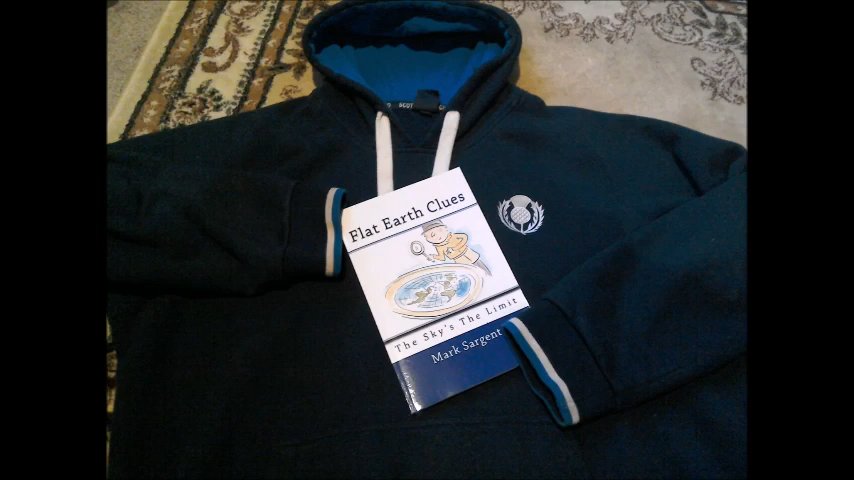 Flat Earth Clues
The Sky's The Limit
Mark Sargent